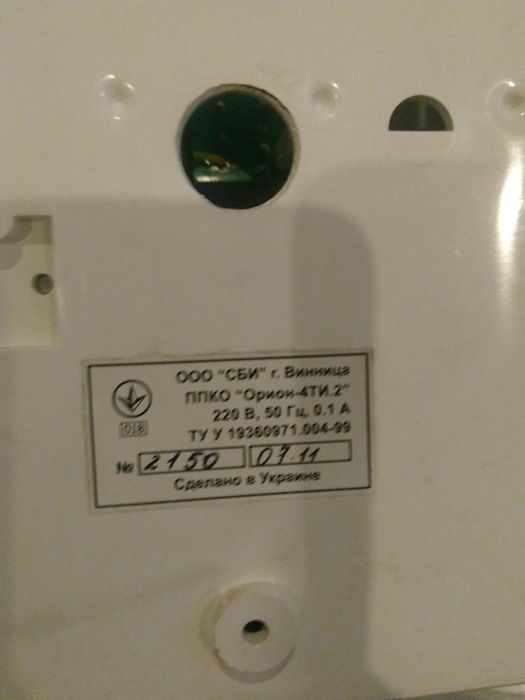 ООО "СБИ" г. Винница
ППКО "Орион-4ТИ.2"
220 В, 50 Гц, 0.1 А
018
ТУ У 19360971.004-99
№ 2150 07.11
Сделано в Украине